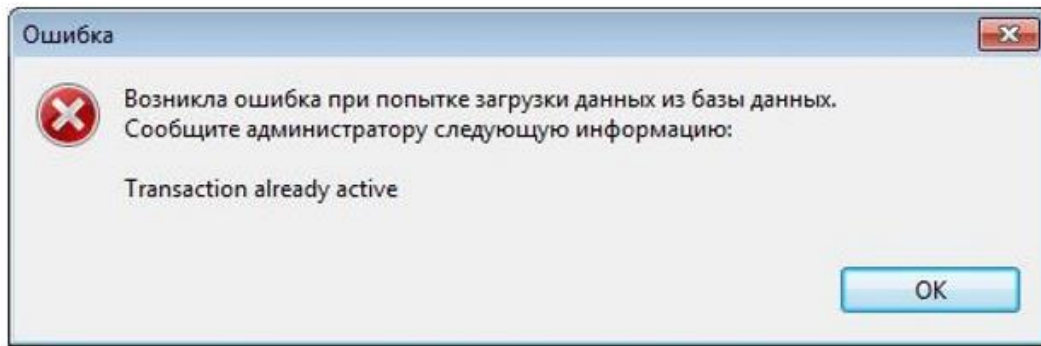 Ошибка
Возникла ошибка при попытке загрузки данных из базы данных.
Сообщите администратору следующую информацию:
Transaction already active
OK